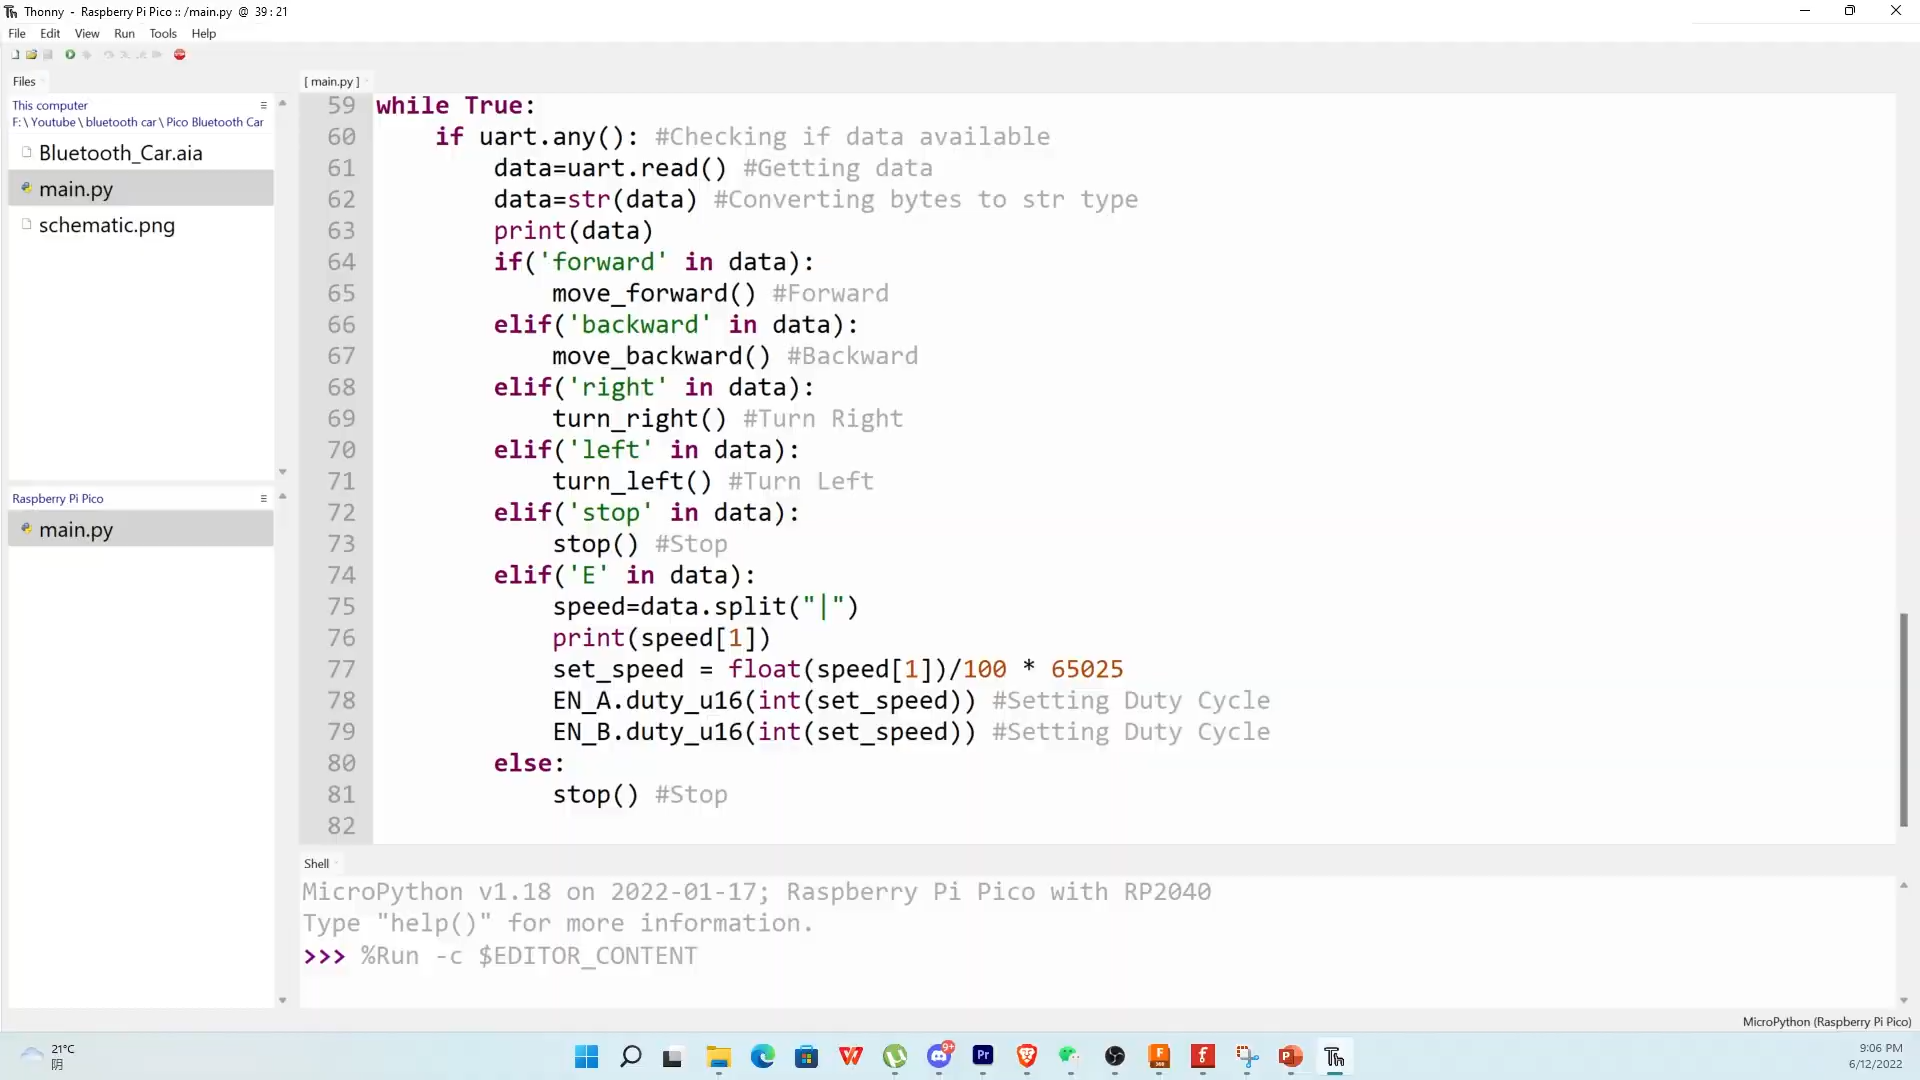 Thonny - Raspberry Pi Pico :: /main.py @ 39 : 21
File Edit View Run Tools Help
Files
This computer
F: \ Youtube \ bluetooth car \ Pico Bluetooth Car
Bluetooth_Car.aia
main.py
schematic.png
Raspberry Pi Pico
main.py
[ main.py ]
59 while True:
60 if uart.any(): #Checking if data available
61 data=uart.read() #Getting data
62 data=str(data) #Converting bytes to str type
63 print(data)
64 if('forward' in data):
65 move_forward() #Forward
66 elif('backward' in data):
67 move_backward() #Backward
68 elif('right' in data):
69 turn_right() #Turn Right
70 elif('left' in data):
71 turn_left() #Turn Left
72 elif('stop' in data):
73 stop() #Stop
74 elif('E' in data):
75 speed=data.split("|")
76 print(speed[1])
77 set_speed = float(speed[1])/100 * 65025
78 EN_A.duty_u16(int(set_speed)) #Setting Duty Cycle
79 EN_B.duty_u16(int(set_speed)) #Setting Duty Cycle
80 else:
81 stop() #Stop
82
Shell
MicroPython v1.18 on 2022-01-17; Raspberry Pi Pico with RP2040
Type "help()" for more information.
>>> %Run -c $EDITOR_CONTENT
MicroPython (Raspberry Pi Pico)
21°C
阴
9+
Pr
Th
9:06 PM
6/12/2022